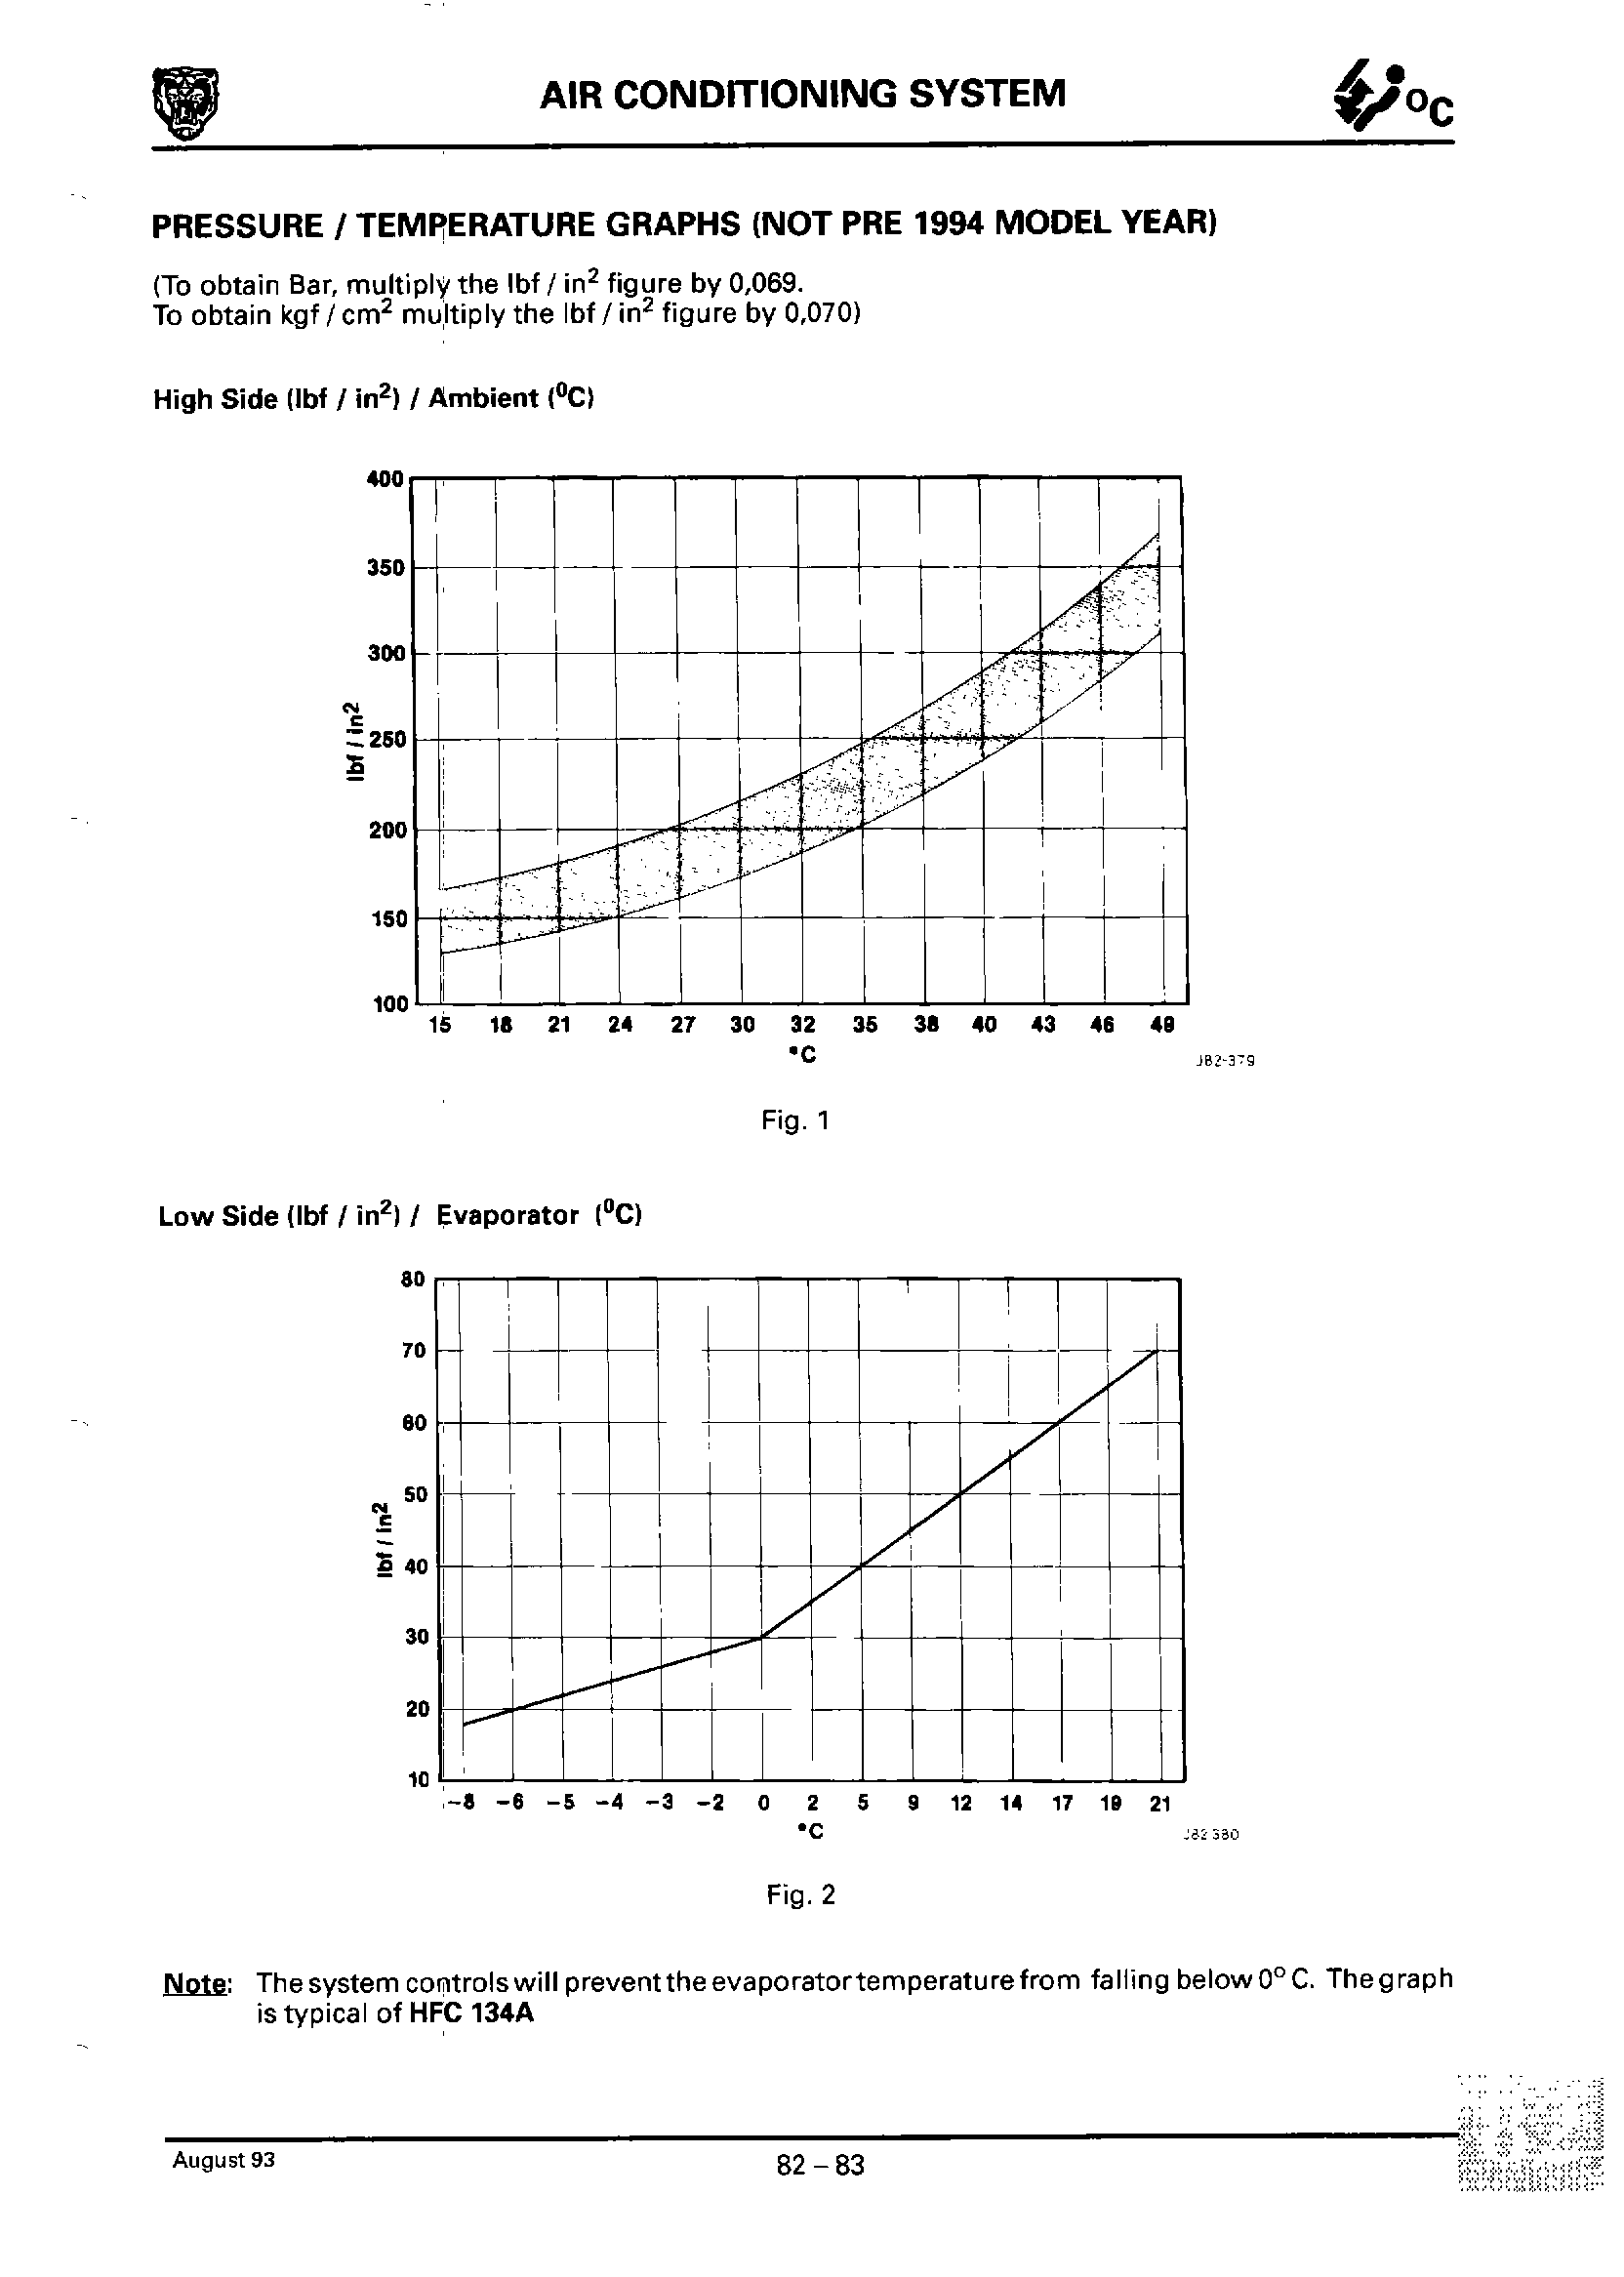 AIR CONDITIONING SYSTEM
°C
PRESSURE / TEMPERATURE GRAPHS (NOT PRE 1994 MODEL YEAR)
(To obtain Bar, multiply the lbf / in² figure by 0,069.
To obtain kgf / cm² multiply the lbf / in² figure by 0,070)
High Side (lbf / in²) / Ambient (⁰C)
400
350
300
250
200
150
100
lbf / in²
15 18 21 24 27 30 32 35 38 40 43 46 49
°C
J82-379
Fig. 1
Low Side (lbf / in²) / Evaporator (⁰C)
80
70
60
50
40
30
20
10
lbf / in²
–8 –6 –5 –4 –3 –2 0 2 5 9 12 14 17 19 21
°C
J82 380
Fig. 2
Note: The system controls will prevent the evaporator temperature from falling below 0° C. The graph
is typical of HFC 134A
August 93
82 – 83